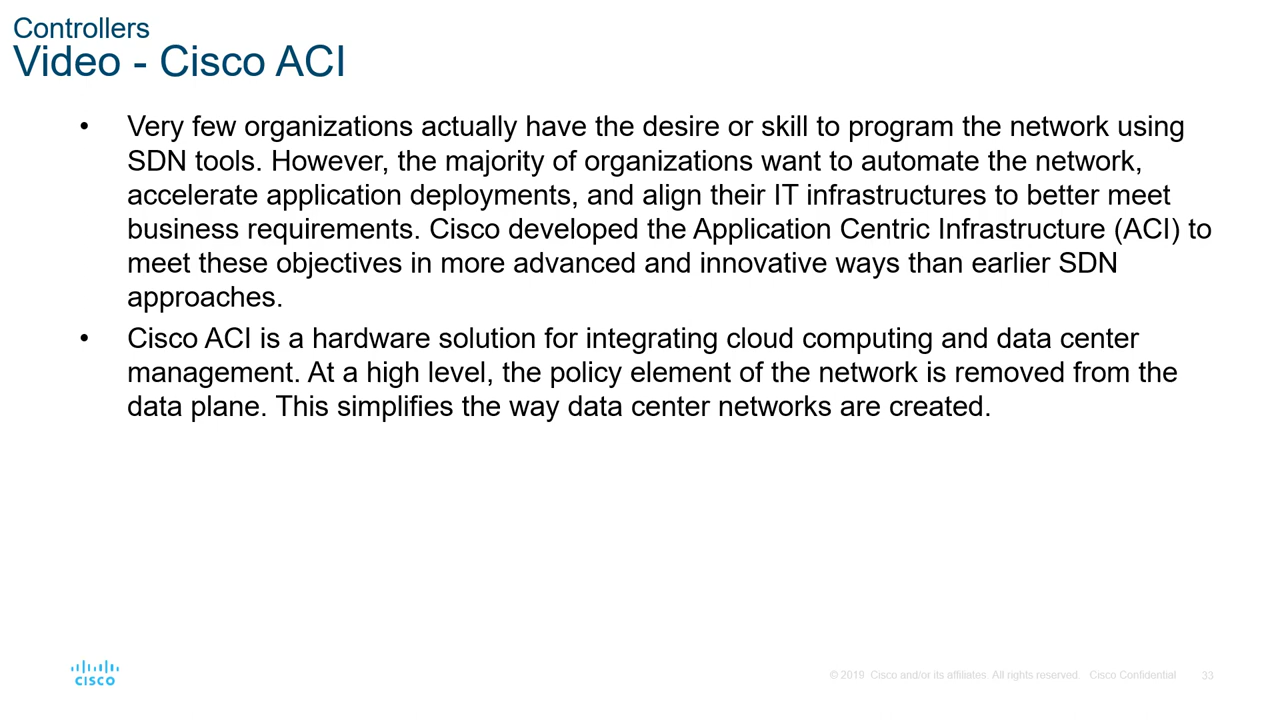 Controllers
Video - Cisco ACI
• Very few organizations actually have the desire or skill to program the network using
SDN tools. However, the majority of organizations want to automate the network,
accelerate application deployments, and align their IT infrastructures to better meet
business requirements. Cisco developed the Application Centric Infrastructure (ACI) to
meet these objectives in more advanced and innovative ways than earlier SDN
approaches.
• Cisco ACI is a hardware solution for integrating cloud computing and data center
management. At a high level, the policy element of the network is removed from the
data plane. This simplifies the way data center networks are created.
CISCO
© 2019 Cisco and/or its affiliates. All rights reserved. Cisco Confidential 33